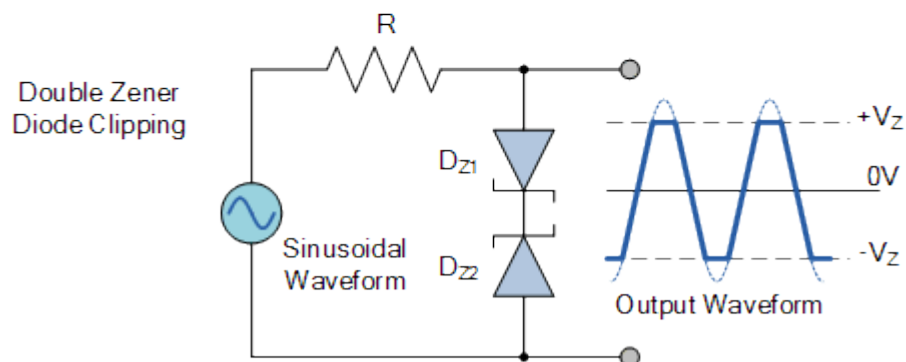 R
Double Zener
Diode Clipping
DZ1
+VZ
0V
Sinusoidal
Waveform
DZ2
-VZ
Output Waveform